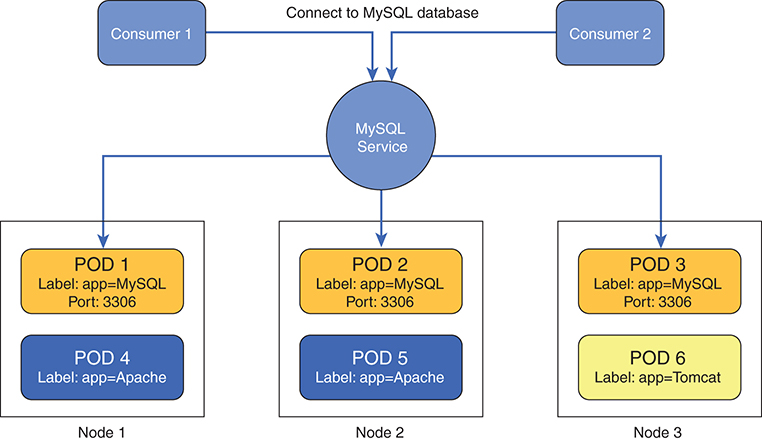 Connect to MySQL database
Consumer 1
Consumer 2
MySQL
Service
POD 1
Label: app=MySQL
Port: 3306
POD 4
Label: app=Apache
Node 1
POD 2
Label: app=MySQL
Port: 3306
POD 5
Label: app=Apache
Node 2
POD 3
Label: app=MySQL
Port: 3306
POD 6
Label: app=Tomcat
Node 3